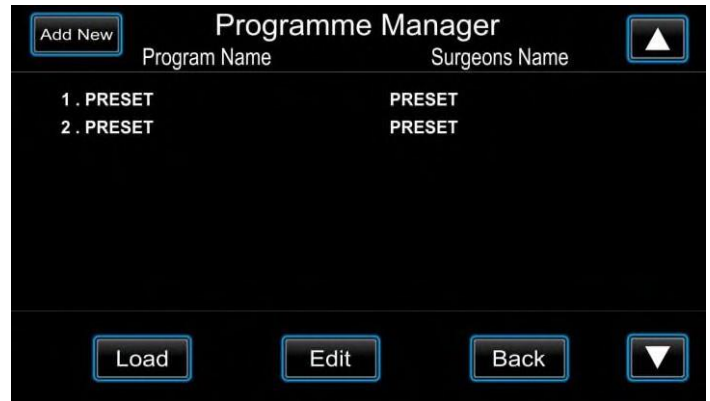 Add New
Programme Manager
Program Name Surgeons Name
1 . PRESET PRESET
2 . PRESET PRESET
Load Edit Back